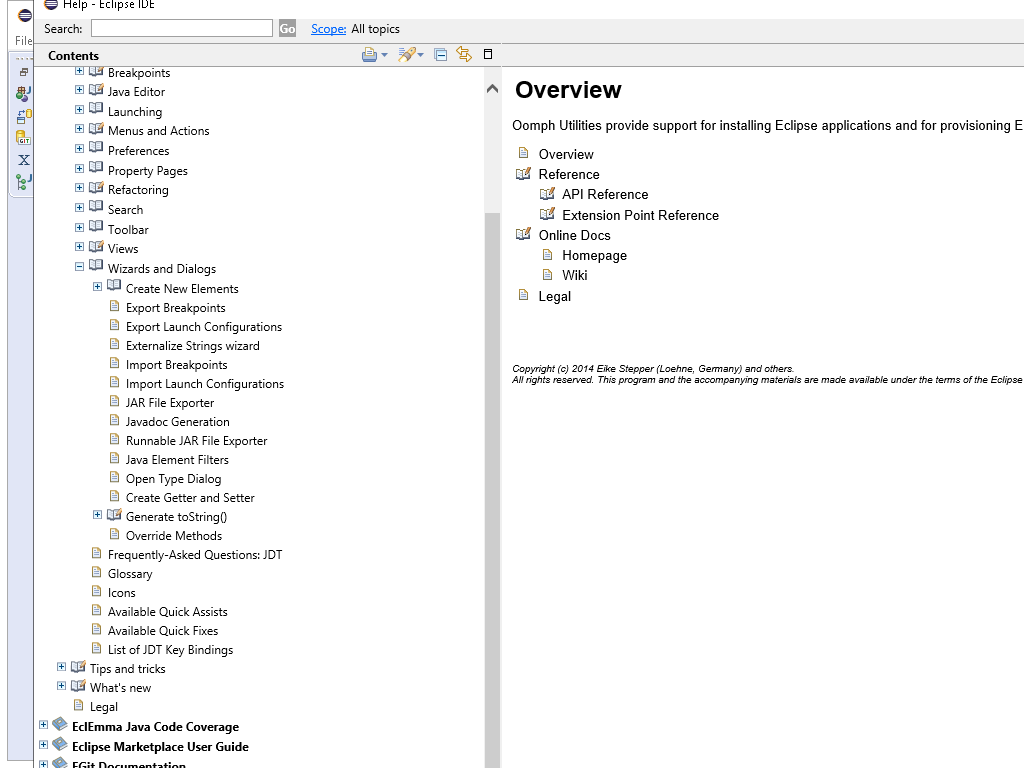 Help - Eclipse IDE
File
Search:
Go
Scope: All topics
Contents
Breakpoints
Java Editor
Launching
Menus and Actions
Preferences
Property Pages
Refactoring
Search
Toolbar
Views
Wizards and Dialogs
Create New Elements
Export Breakpoints
Export Launch Configurations
Externalize Strings wizard
Import Breakpoints
Import Launch Configurations
JAR File Exporter
Javadoc Generation
Runnable JAR File Exporter
Java Element Filters
Open Type Dialog
Create Getter and Setter
Generate toString()
Override Methods
Frequently-Asked Questions: JDT
Glossary
Icons
Available Quick Assists
Available Quick Fixes
List of JDT Key Bindings
Tips and tricks
What's new
Legal
EclEmma Java Code Coverage
Eclipse Marketplace User Guide
EGit Documentation
Overview
Oomph Utilities provide support for installing Eclipse applications and for provisioning E
Overview
Reference
API Reference
Extension Point Reference
Online Docs
Homepage
Wiki
Legal
Copyright (c) 2014 Eike Stepper (Loehne, Germany) and others.
All rights reserved. This program and the accompanying materials are made available under the terms of the Eclipse